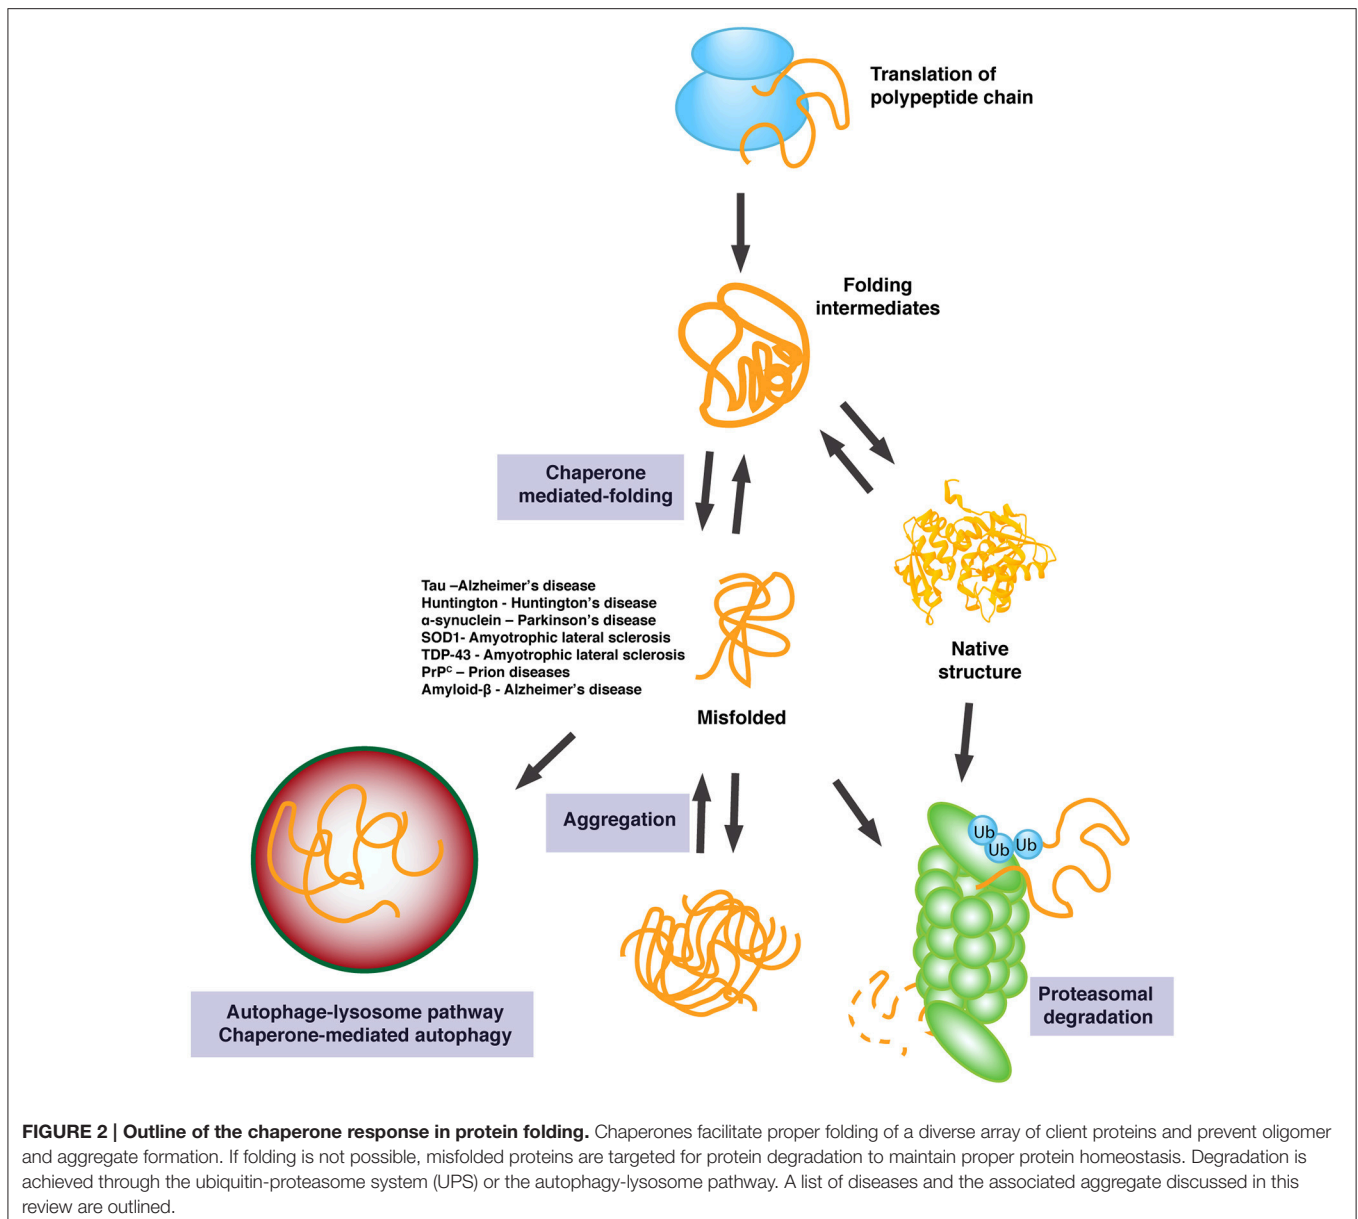 Translation of
polypeptide chain
Folding
intermediates
Chaperone
mediated-folding
Tau –Alzheimer's disease
Huntington - Huntington's disease
α-synuclein – Parkinson's disease
SOD1- Amyotrophic lateral sclerosis
TDP-43 - Amyotrophic lateral sclerosis
PrPᶜ – Prion diseases
Amyloid-β - Alzheimer's disease
Native
structure
Misfolded
Aggregation
Ub
Ub
Ub
Autophage-lysosome pathway
Chaperone-mediated autophagy
Proteasomal
degradation
FIGURE 2 | Outline of the chaperone response in protein folding. Chaperones facilitate proper folding of a diverse array of client proteins and prevent oligomer
and aggregate formation. If folding is not possible, misfolded proteins are targeted for protein degradation to maintain proper protein homeostasis. Degradation is
achieved through the ubiquitin-proteasome system (UPS) or the autophagy-lysosome pathway. A list of diseases and the associated aggregate discussed in this
review are outlined.